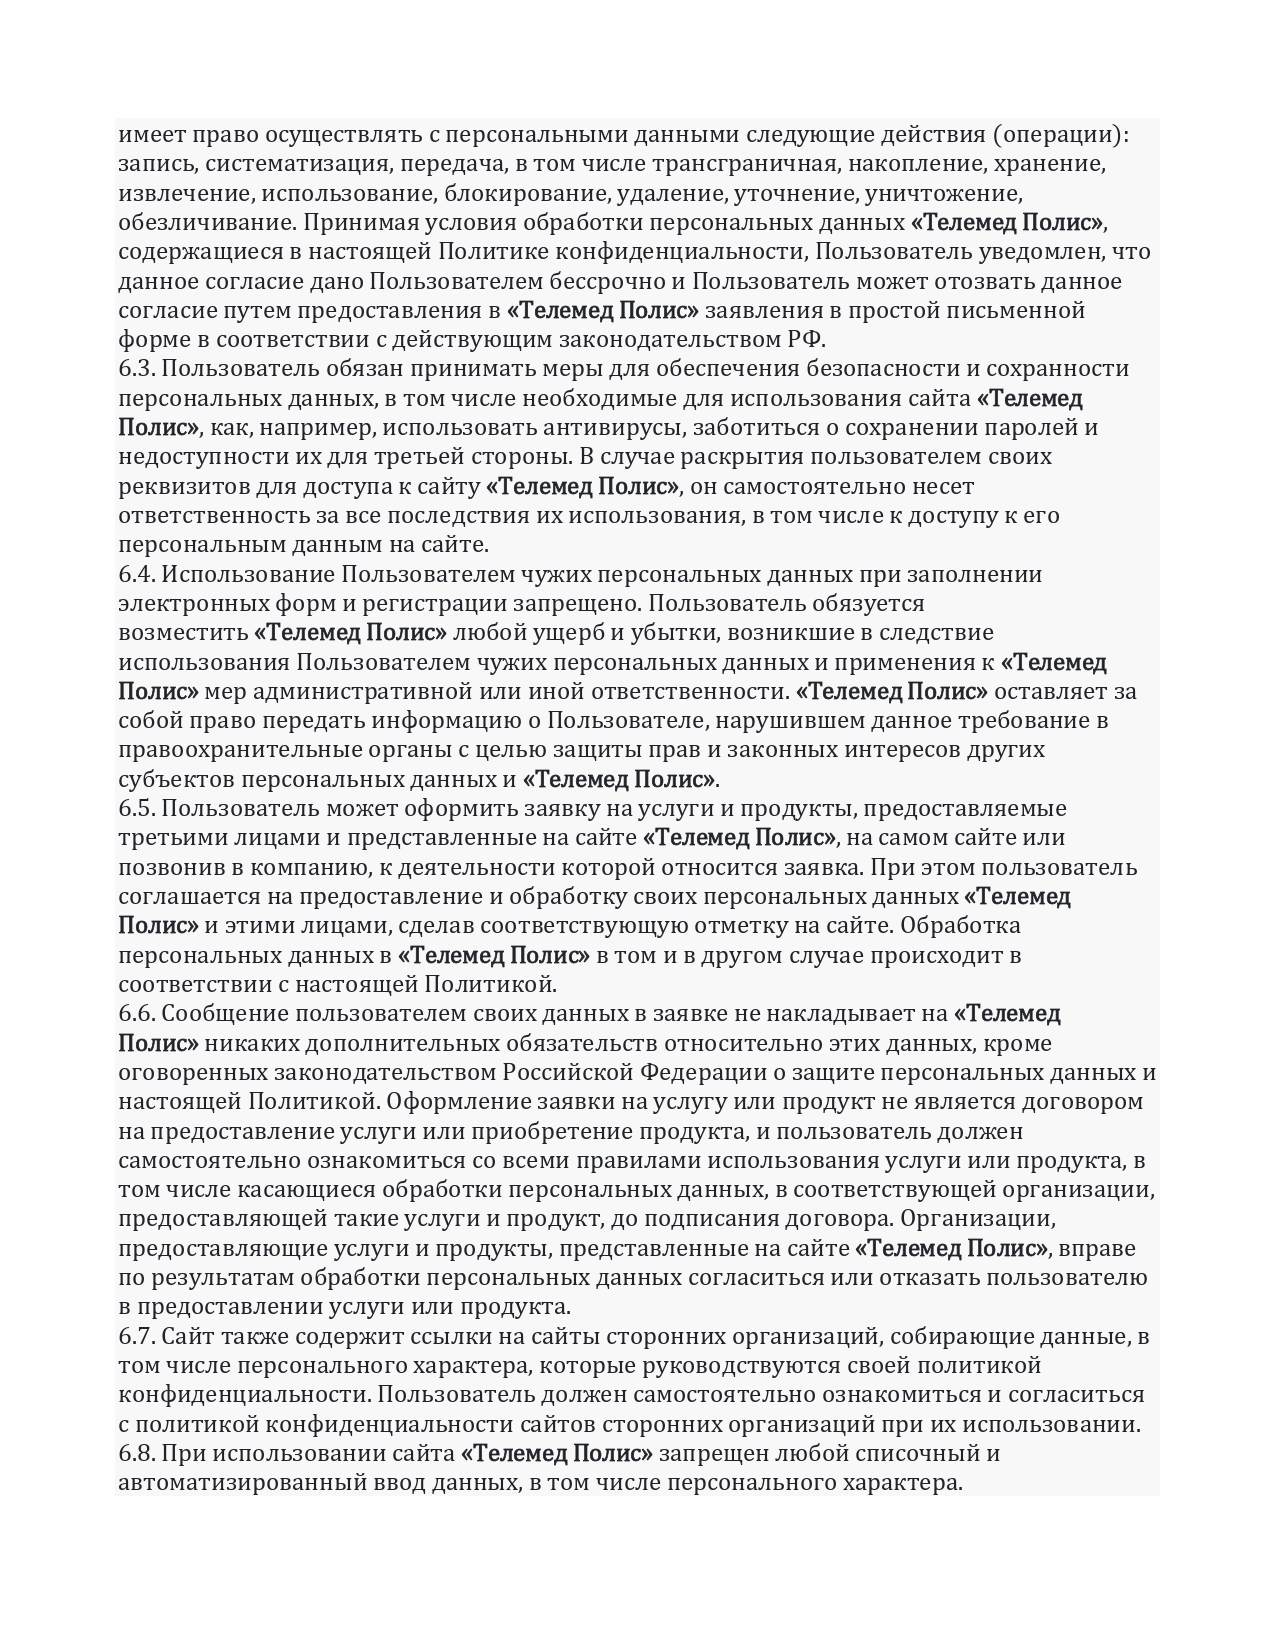 имеет право осуществлять с персональными данными следующие действия (операции):
запись, систематизация, передача, в том числе трансграничная, накопление, хранение,
извлечение, использование, блокирование, удаление, уточнение, уничтожение,
обезличивание. Принимая условия обработки персональных данных «Телемед Полис»,
содержащиеся в настоящей Политике конфиденциальности, Пользователь уведомлен, что
данное согласие дано Пользователем бессрочно и Пользователь может отозвать данное
согласие путем предоставления в «Телемед Полис» заявления в простой письменной
форме в соответствии с действующим законодательством РФ.
6.3. Пользователь обязан принимать меры для обеспечения безопасности и сохранности
персональных данных, в том числе необходимые для использования сайта «Телемед
Полис», как, например, использовать антивирусы, заботиться о сохранении паролей и
недоступности их для третьей стороны. В случае раскрытия пользователем своих
реквизитов для доступа к сайту «Телемед Полис», он самостоятельно несет
ответственность за все последствия их использования, в том числе к доступу к его
персональным данным на сайте.
6.4. Использование Пользователем чужих персональных данных при заполнении
электронных форм и регистрации запрещено. Пользователь обязуется
возместить «Телемед Полис» любой ущерб и убытки, возникшие в следствие
использования Пользователем чужих персональных данных и применения к «Телемед
Полис» мер административной или иной ответственности. «Телемед Полис» оставляет за
собой право передать информацию о Пользователе, нарушившем данное требование в
правоохранительные органы с целью защиты прав и законных интересов других
субъектов персональных данных и «Телемед Полис».
6.5. Пользователь может оформить заявку на услуги и продукты, предоставляемые
третьими лицами и представленные на сайте «Телемед Полис», на самом сайте или
позвонив в компанию, к деятельности которой относится заявка. При этом пользователь
соглашается на предоставление и обработку своих персональных данных «Телемед
Полис» и этими лицами, сделав соответствующую отметку на сайте. Обработка
персональных данных в «Телемед Полис» в том и в другом случае происходит в
соответствии с настоящей Политикой.
6.6. Сообщение пользователем своих данных в заявке не накладывает на «Телемед
Полис» никаких дополнительных обязательств относительно этих данных, кроме
оговоренных законодательством Российской Федерации о защите персональных данных и
настоящей Политикой. Оформление заявки на услугу или продукт не является договором
на предоставление услуги или приобретение продукта, и пользователь должен
самостоятельно ознакомиться со всеми правилами использования услуги или продукта, в
том числе касающиеся обработки персональных данных, в соответствующей организации,
предоставляющей такие услуги и продукт, до подписания договора. Организации,
предоставляющие услуги и продукты, представленные на сайте «Телемед Полис», вправе
по результатам обработки персональных данных согласиться или отказать пользователю
в предоставлении услуги или продукта.
6.7. Сайт также содержит ссылки на сайты сторонних организаций, собирающие данные, в
том числе персонального характера, которые руководствуются своей политикой
конфиденциальности. Пользователь должен самостоятельно ознакомиться и согласиться
с политикой конфиденциальности сайтов сторонних организаций при их использовании.
6.8. При использовании сайта «Телемед Полис» запрещен любой списочный и
автоматизированный ввод данных, в том числе персонального характера.